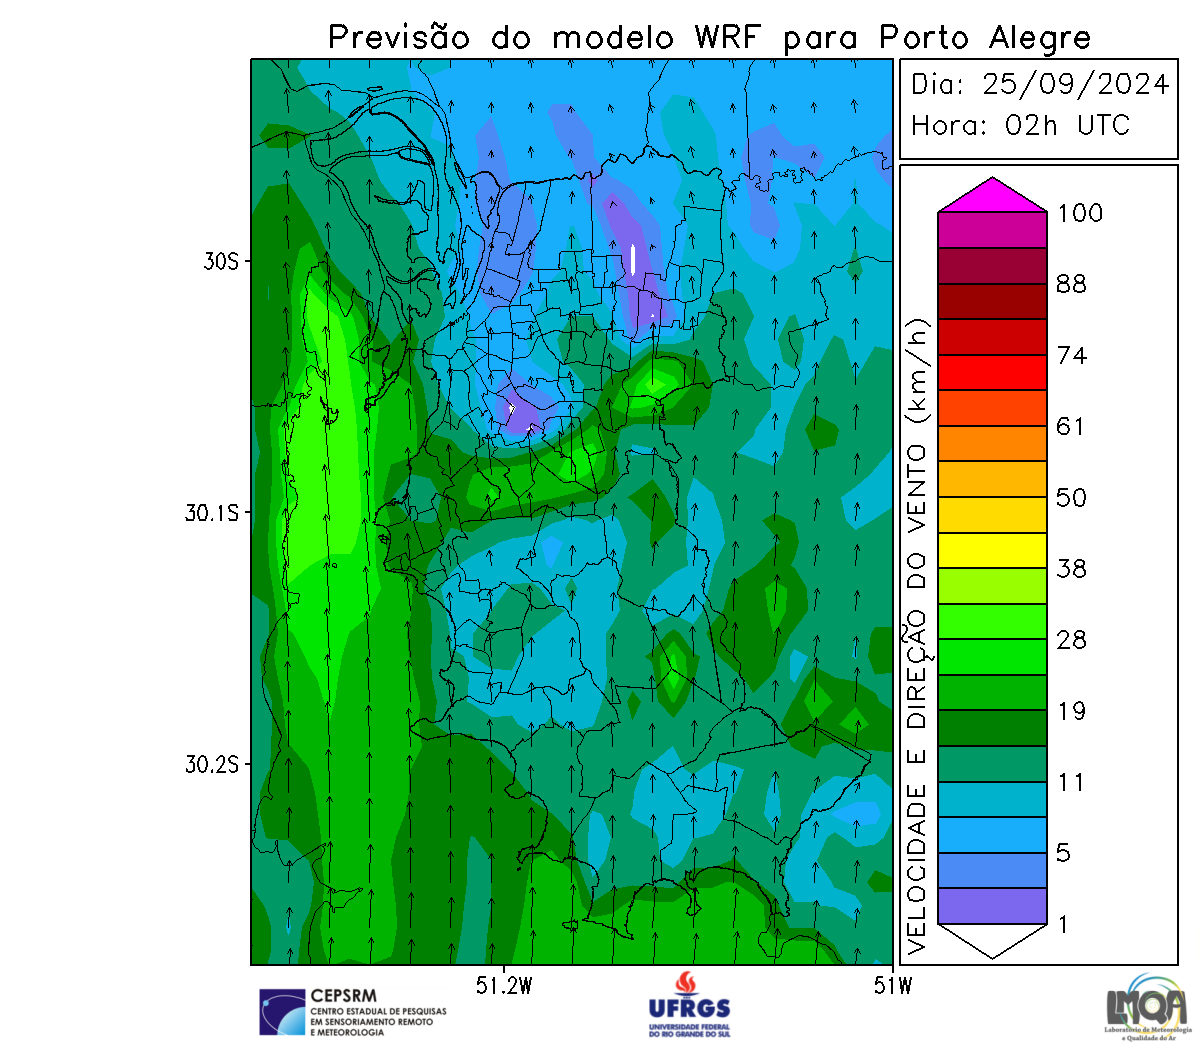 Previsão do modelo WRF para Porto Alegre
Dia: 25/09/2024
Hora: 02h UTC
30S
30.1S
30.2S
51.2W
51W
VELOCIDADE E DIREÇÃO DO VENTO (km/h)
100
88
74
61
50
38
28
19
11
5
1
CEPSRM
CENTRO ESTADUAL DE PESQUISAS
EM SENSORIAMENTO REMOTO
E METEOROLOGIA
UFRGS
UNIVERSIDADE FEDERAL
DO RIO GRANDE DO SUL
LMQA
Laboratório de Meteorologia
e Qualidade do Ar